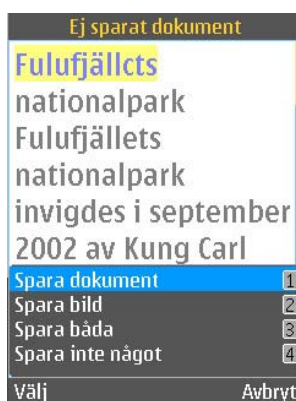 Ej sparat dokument
Fulufjällcts
nationalpark
Fulufjällets
nationalpark
invigdes i september
2002 av Kung Carl
Spara dokument 1
Spara bild 2
Spara båda 3
Spara inte något 4
Välj Avbryt